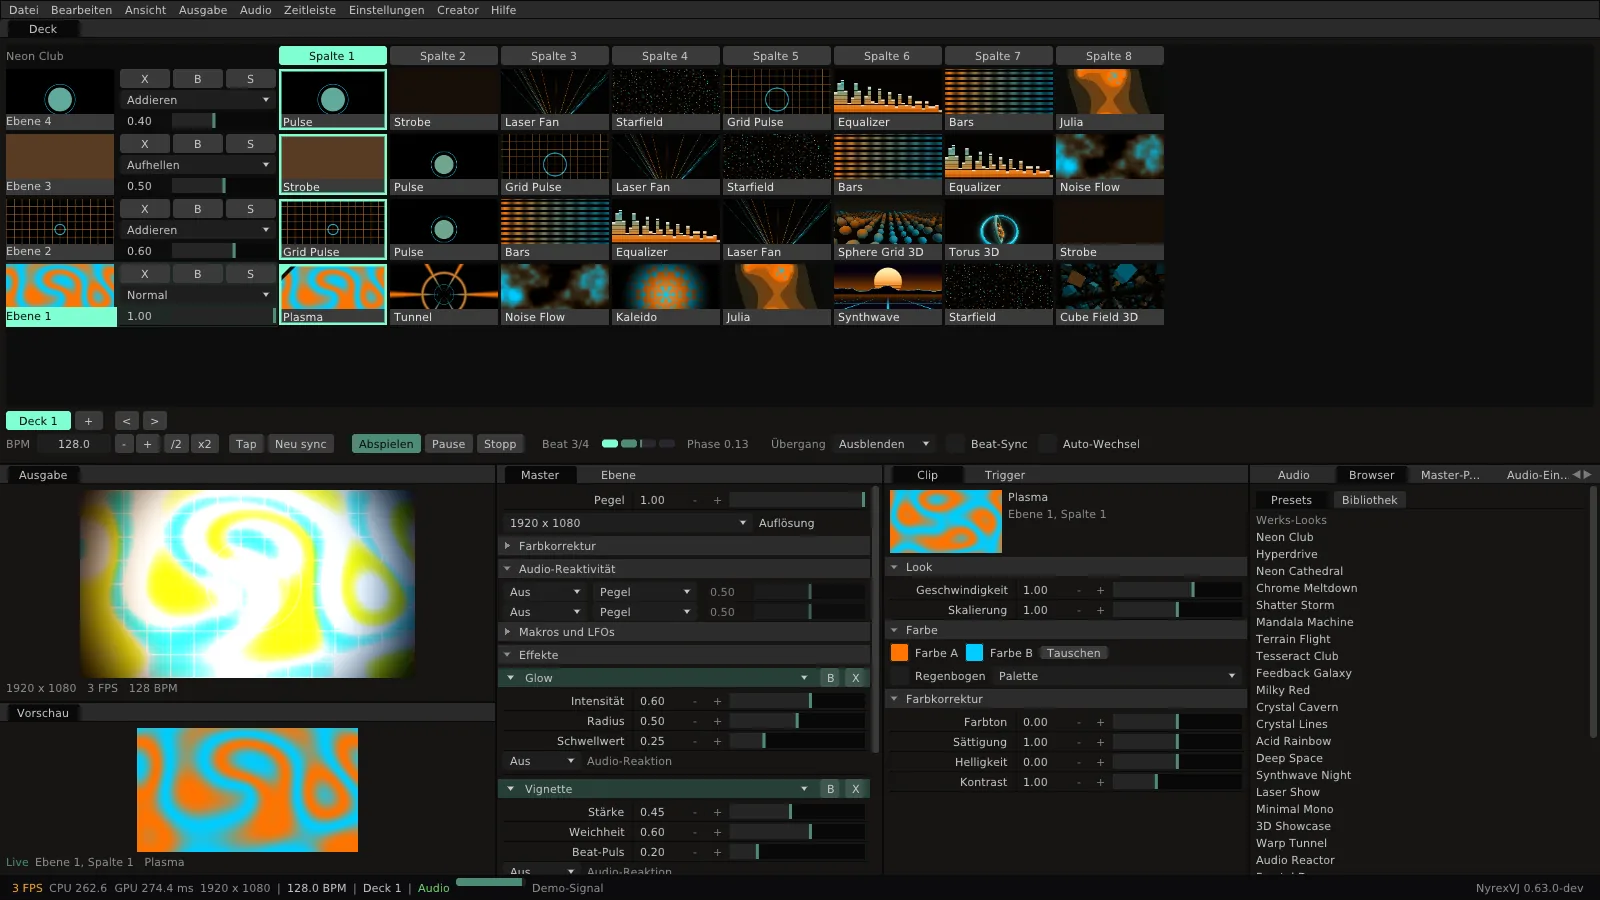 Datei Bearbeiten Ansicht Ausgabe Audio Zeitleiste Einstellungen Creator Hilfe
Deck
Neon Club Spalte 1 Spalte 2 Spalte 3 Spalte 4 Spalte 5 Spalte 6 Spalte 7 Spalte 8
X B S
Addieren
Ebene 4 0.40 Pulse Strobe Laser Fan Starfield Grid Pulse Equalizer Bars Julia
X B S
Aufhellen
0.50
Ebene 3 Strobe Pulse Grid Pulse Laser Fan Starfield Bars Equalizer Noise Flow
X B S
Addieren
Ebene 2 0.60 Grid Pulse Pulse Bars Equalizer Laser Fan Sphere Grid 3D Torus 3D Strobe
X B S
Normal
Ebene 1 1.00 Plasma Tunnel Noise Flow Kaleido Julia Synthwave Starfield Cube Field 3D
Deck 1 + < >
BPM 128.0 - + /2 x2 Tap Neu sync Abspielen Pause Stopp Beat 3/4 Phase 0.13 Übergang Ausblenden Beat-Sync Auto-Wechsel
Ausgabe
1920 x 1080 3 FPS 128 BPM
Vorschau
Live Ebene 1, Spalte 1 Plasma
Master Ebene
Pegel 1.00 - +
1920 x 1080 Auflösung
Farbkorrektur
Audio-Reaktivität
Aus Pegel 0.50
Aus Pegel 0.50
Makros und LFOs
Effekte
Glow B X
Intensität 0.60 - +
Radius 0.50 - +
Schwellwert 0.25 - +
Aus Audio-Reaktion
Vignette B X
Stärke 0.45 - +
Weichheit 0.60 - +
Beat-Puls 0.20 - +
Aus Audio-Reaktion
Clip Trigger
Plasma
Ebene 1, Spalte 1
Look
Geschwindigkeit 1.00 - +
Skalierung 1.00 - +
Farbe
Farbe A Farbe B Tauschen
Regenbogen Palette
Farbkorrektur
Farbton 0.00 - +
Sättigung 1.00 - +
Helligkeit 0.00 - +
Kontrast 1.00 - +
Audio Browser Master-P... Audio-Ein...
Presets Bibliothek
Werks-Looks
Neon Club
Hyperdrive
Neon Cathedral
Chrome Meltdown
Shatter Storm
Mandala Machine
Terrain Flight
Tesseract Club
Feedback Galaxy
Milky Red
Crystal Cavern
Crystal Lines
Acid Rainbow
Deep Space
Synthwave Night
Laser Show
Minimal Mono
3D Showcase
Warp Tunnel
Audio Reactor
3 FPS CPU 262.6 GPU 274.4 ms 1920 x 1080 | 128.0 BPM | Deck 1 | Audio Demo-Signal NyrexVJ 0.63.0-dev